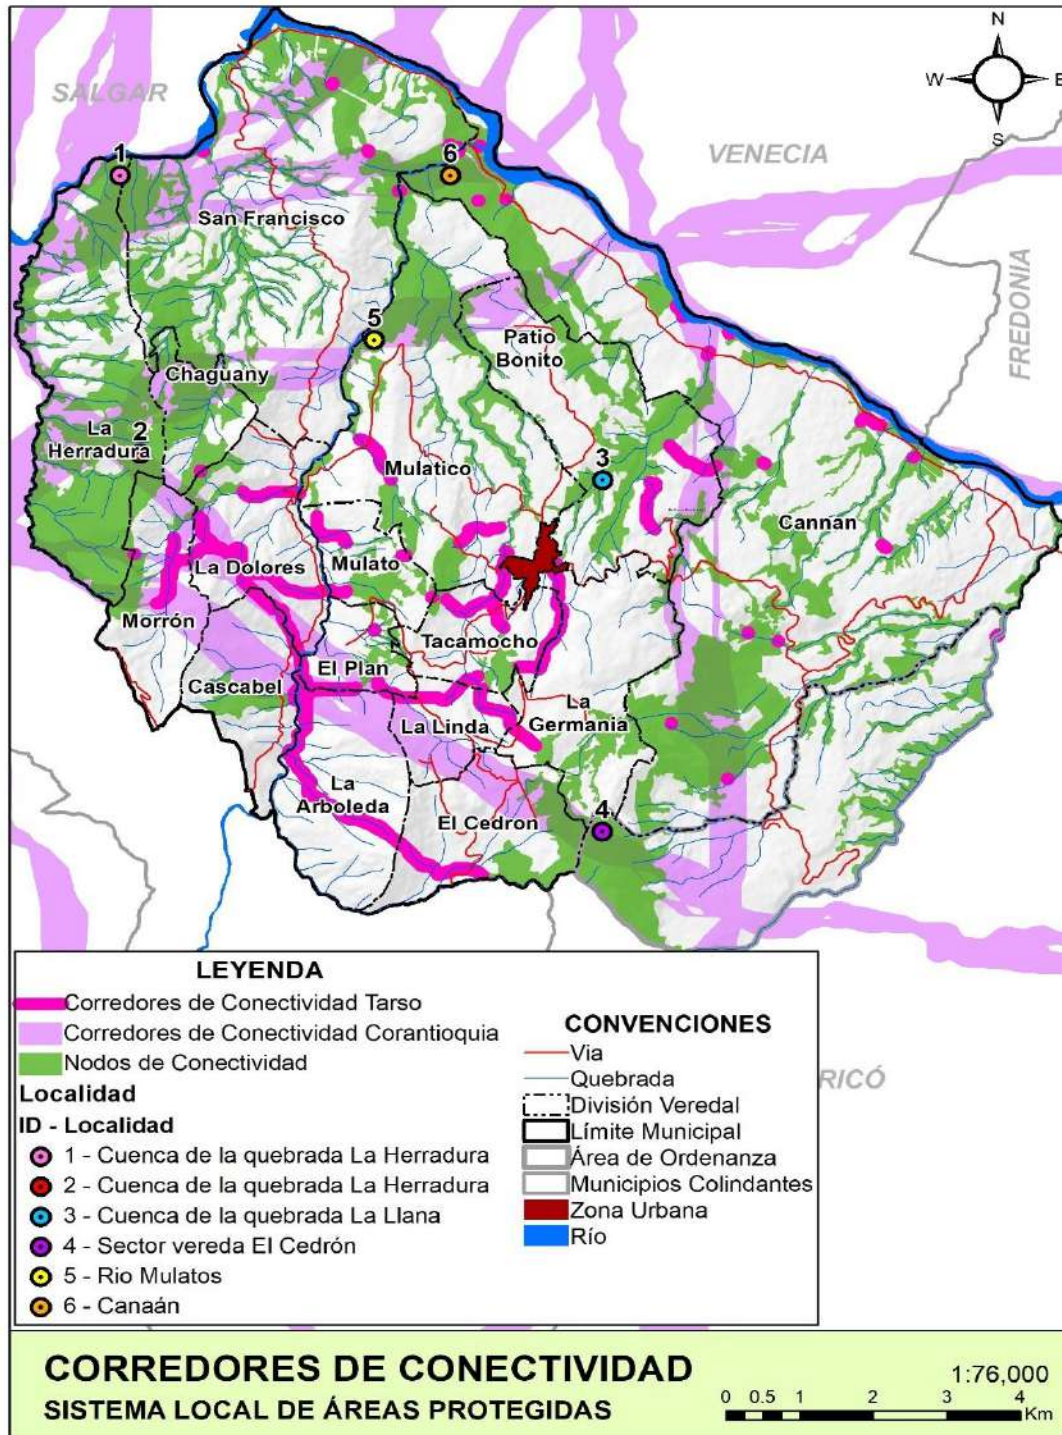 N
W
E
S
SALGAR
VENECIA
FREDONIA
1
6
San Francisco
5
Patio
Bonito
Chaguany
La
Herradura
2
Mulatico
3
Cannan
La Dolores
Mulato
Morrón
Tacamocho
El Plan
Cascabel
La Linda
La
Germania
La
Arboleda
El Cedron
4
RICÓ
LEYENDA
Corredores de Conectividad Tarso
Corredores de Conectividad Corantioquia
Nodos de Conectividad
Localidad
ID - Localidad
1 - Cuenca de la quebrada La Herradura
2 - Cuenca de la quebrada La Herradura
3 - Cuenca de la quebrada La Llana
4 - Sector vereda El Cedrón
5 - Rio Mulatos
6 - Canaán
CONVENCIONES
Via
Quebrada
División Veredal
Límite Municipal
Área de Ordenanza
Municipios Colindantes
Zona Urbana
Río
CORREDORES DE CONECTIVIDAD
SISTEMA LOCAL DE ÁREAS PROTEGIDAS
1:76,000
0 0.5 1 2 3 4
Km